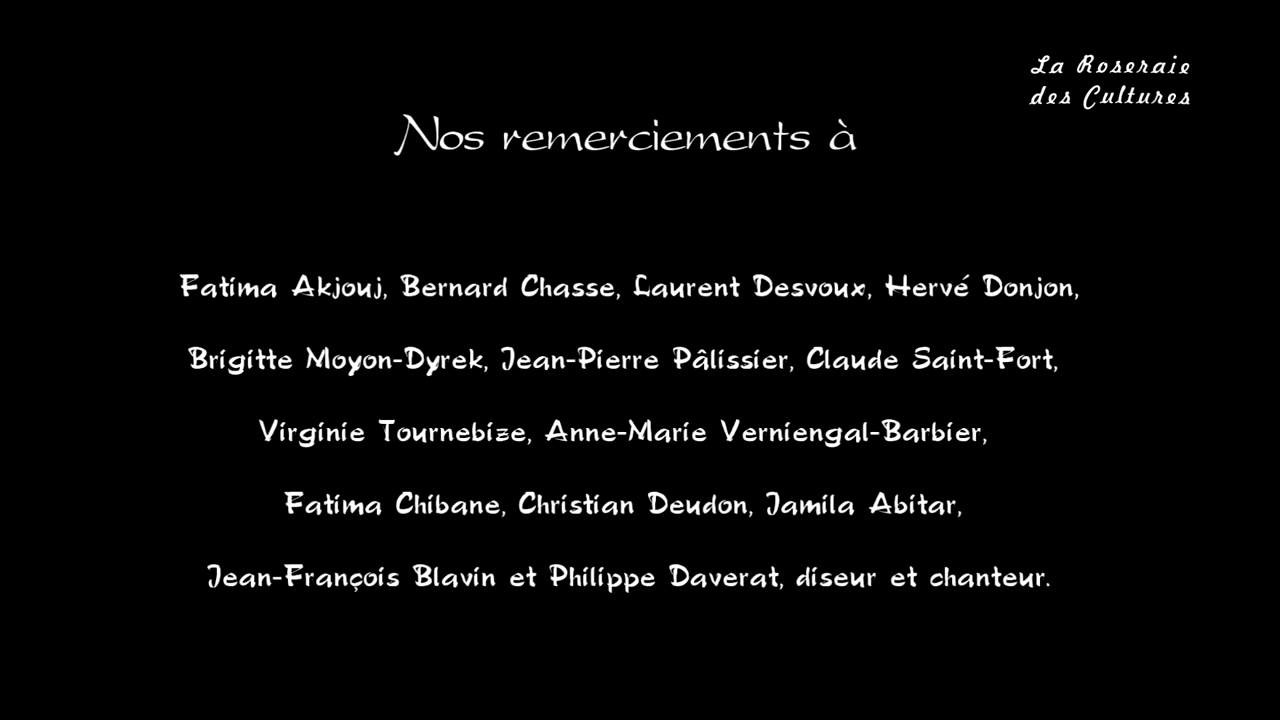 La Roseraie
des Cultures
Nos remerciements à
Fatima Akjouj, Bernard Chasse, Laurent Desvoux, Hervé Donjon,
Brigitte Moyon-Dyrek, Jean-Pierre Pâlissier, Claude Saint-Fort,
Virginie Tournebize, Anne-Marie Verniengal-Barbier,
Fatima Chibane, Christian Deudon, Jamila Abitar,
Jean-François Blavin et Philippe Daverat, diseur et chanteur.